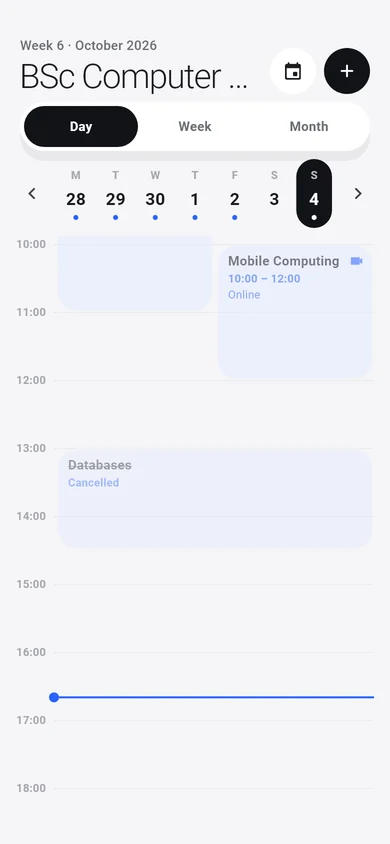 Week 6 · October 2026
BSc Computer ...
Day
Week
Month
M
T
W
T
F
S
S
28
29
30
1
2
3
4
10:00
Mobile Computing
10:00 – 12:00
Online
11:00
12:00
13:00
Databases
Cancelled
14:00
15:00
16:00
17:00
18:00